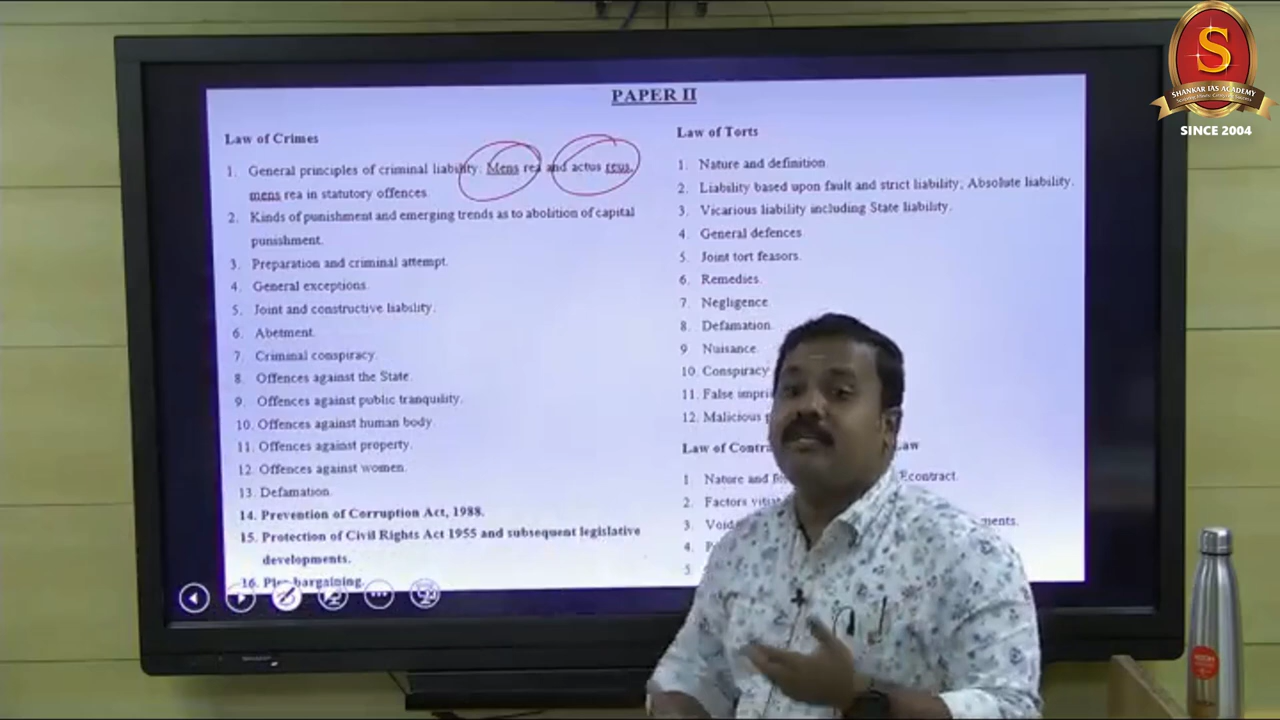 PAPER II
Law of Crimes
1. General principles of criminal liability. Mens rea and actus reus,
mens rea in statutory offences.
2. Kinds of punishment and emerging trends as to abolition of capital
punishment.
3. Preparation and criminal attempt.
4. General exceptions.
5. Joint and constructive liability.
6. Abetment.
7. Criminal conspiracy.
8. Offences against the State.
9. Offences against public tranquility.
10. Offences against human body.
11. Offences against property.
12. Offences against women.
13. Defamation.
14. Prevention of Corruption Act, 1988.
15. Protection of Civil Rights Act 1955 and subsequent legislative
developments.
16. Plea bargaining.
Law of Torts
1. Nature and definition.
2. Liability based upon fault and strict liability; Absolute liability.
3. Vicarious liability including State liability.
4. General defences.
5. Joint tort feasors.
6. Remedies.
7. Negligence.
8. Defamation.
9 Nuisance.
10. Conspiracy
11. False
12. Malicious
Law of
1. Nature and Econtract.
2. Factors
3.
4.
5.
S
SHANKAR IAS ACADEMY
SINCE 2004